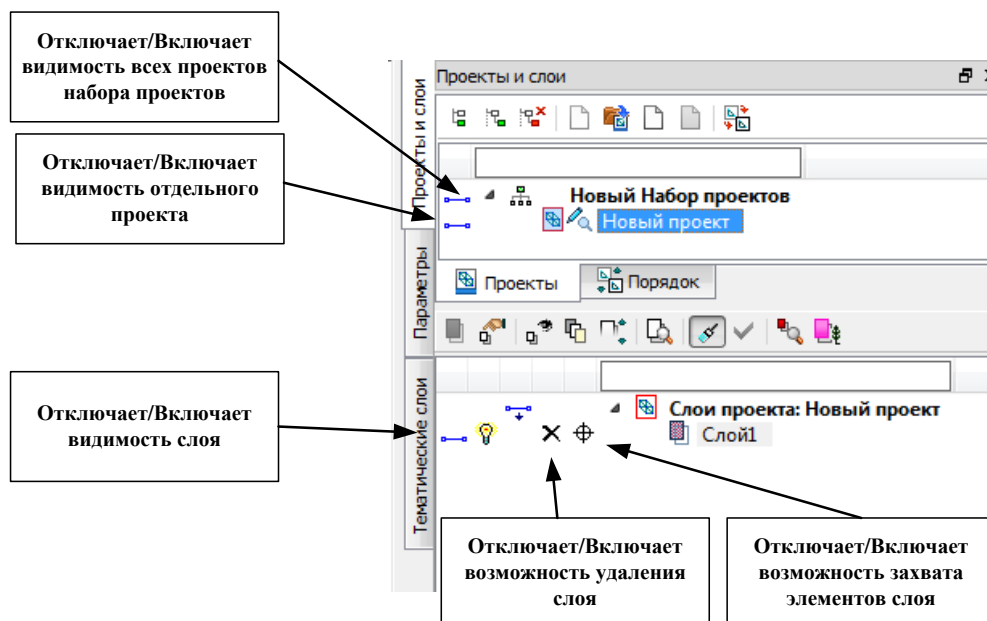 Отключает/Включает
видимость всех проектов
набора проектов
Отключает/Включает
видимость отдельного
проекта
Отключает/Включает
видимость слоя
Проекты и слои
Параметры
Тематические слои
Проекты и слои
Новый Набор проектов
Новый проект
Проекты
Порядок
Слои проекта: Новый проект
Слой1
Отключает/Включает
возможность удаления
слоя
Отключает/Включает
возможность захвата
элементов слоя